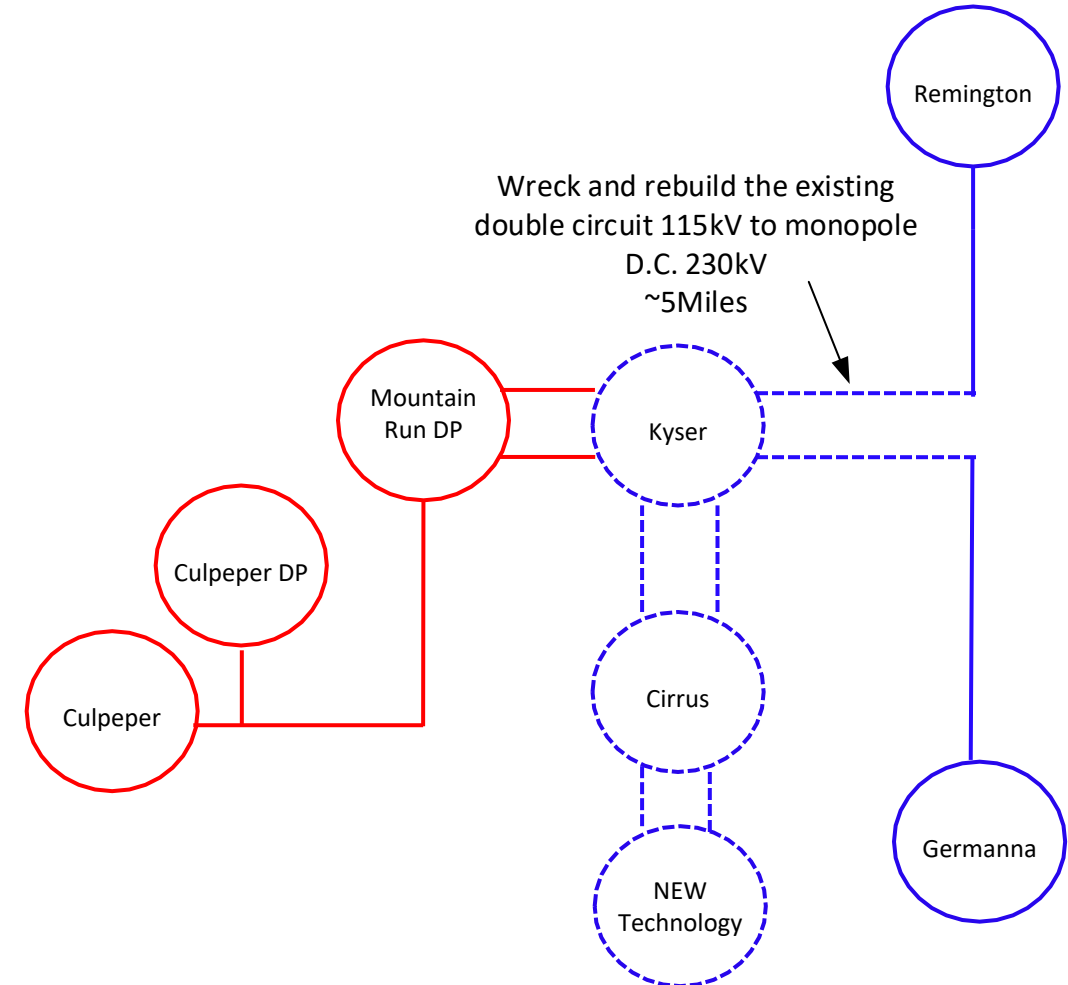 Remington
Wreck and rebuild the existing
double circuit 115kV to monopole
D.C. 230kV
~5Miles
Mountain
Run DP
Kyser
Culpeper DP
Culpeper
Cirrus
Germanna
NEW
Technology